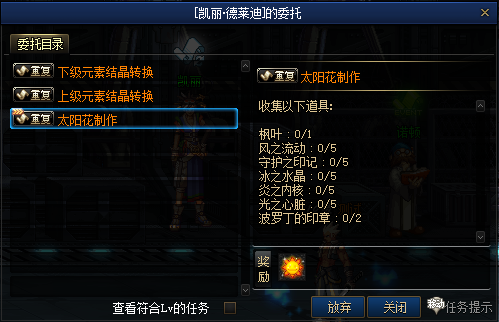 [凯丽·德莱迪]的委托
委托目录
重复 下级元素结晶转换
重复 上级元素结晶转换
重复 太阳花制作
凯丽
查看符合Lv的任务
重复 太阳花制作
收集以下道具:
枫叶:0/1
风之流动:0/5
守护之印记:0/5
冰之水晶:0/5
炎之内核:0/5
光之心脏:0/5
波罗丁的印章:0/2
诺顿
奖励
放弃
关闭
移动 任务提示